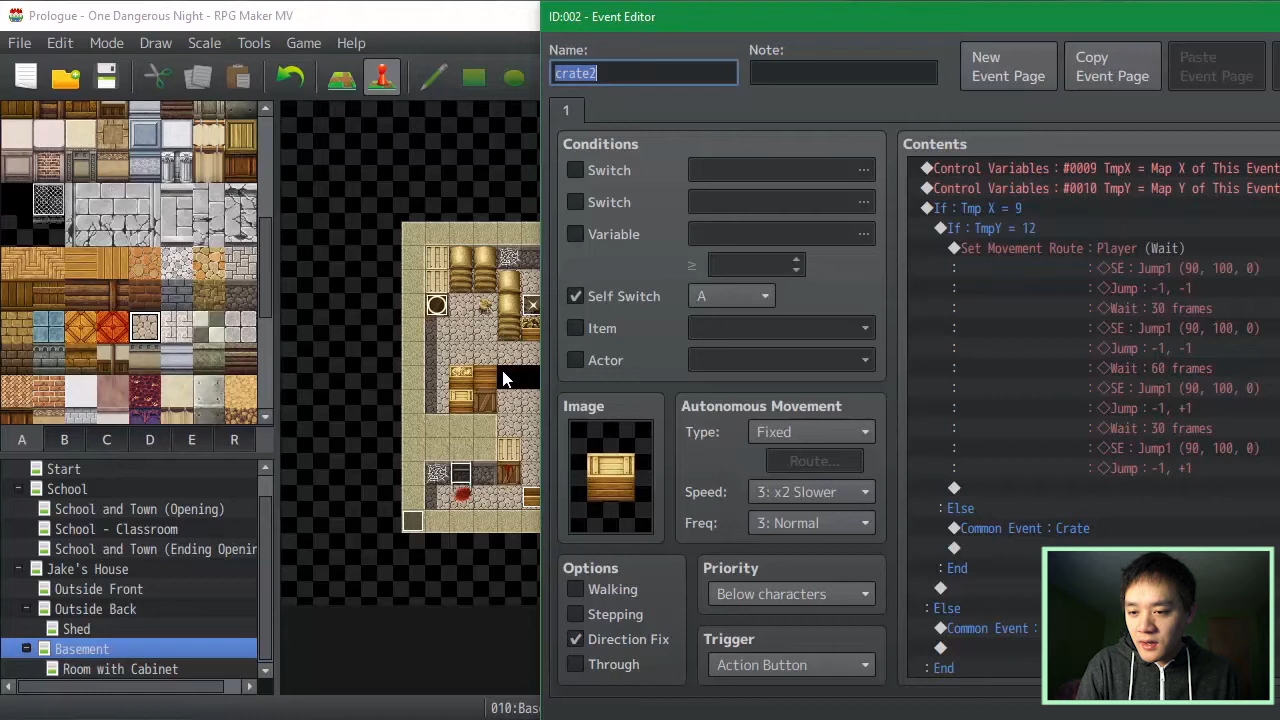 Prologue - One Dangerous Night - RPG Maker MV
File Edit Mode Draw Scale Tools Game Help
A B C D E R
Start
School
School and Town (Opening)
School - Classroom
School and Town (Ending Openin
Jake's House
Outside Front
Outside Back
Shed
Basement
Room with Cabinet
010:Bas
ID:002 - Event Editor
Name:
Note:
crate2
New
Event Page
Copy
Event Page
Paste
Event Page
1
Conditions
Switch ...
Switch ...
Variable ...
≥
Self Switch A
Item
Actor
Image
Autonomous Movement
Type: Fixed
Route...
Speed: 3: x2 Slower
Freq: 3: Normal
Options
Walking
Stepping
Direction Fix
Through
Priority
Below characters
Trigger
Action Button
Contents
◆Control Variables : #0009 TmpX = Map X of This Event
◆Control Variables : #0010 TmpY = Map Y of This Event
◆If : Tmp X = 9
◆If : TmpY = 12
◆Set Movement Route : Player (Wait)
: : ◇SE : Jump1 (90, 100, 0)
: : ◇Jump : -1, -1
: : ◇Wait : 30 frames
: : ◇SE : Jump1 (90, 100, 0)
: : ◇Jump : -1, -1
: : ◇Wait : 60 frames
: : ◇SE : Jump1 (90, 100, 0)
: : ◇Jump : -1, +1
: : ◇Wait : 30 frames
: : ◇SE : Jump1 (90, 100, 0)
: : ◇Jump : -1, +1
◆
: Else
◆Common Event : Crate
◆
: End
◆
: Else
◆Common Event :
◆
: End